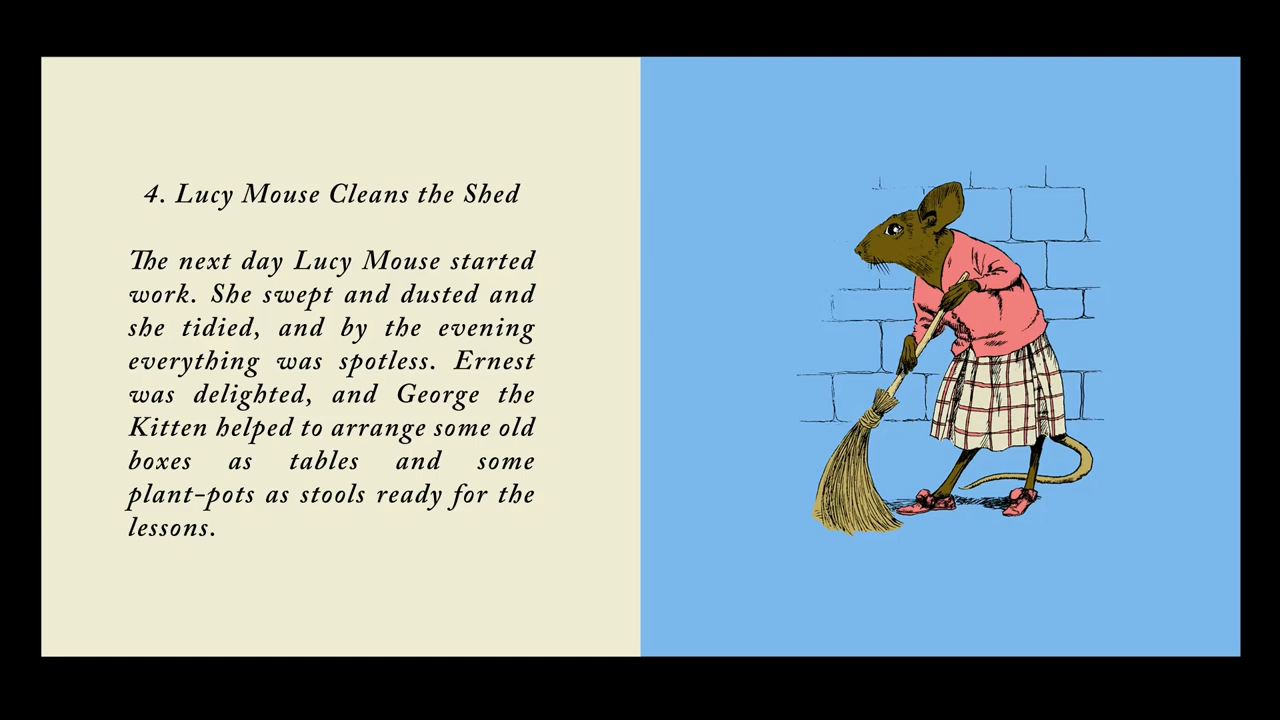 4. Lucy Mouse Cleans the Shed
The next day Lucy Mouse started
work. She swept and dusted and
she tidied, and by the evening
everything was spotless. Ernest
was delighted, and George the
Kitten helped to arrange some old
boxes as tables and some
plant-pots as stools ready for the
lessons.